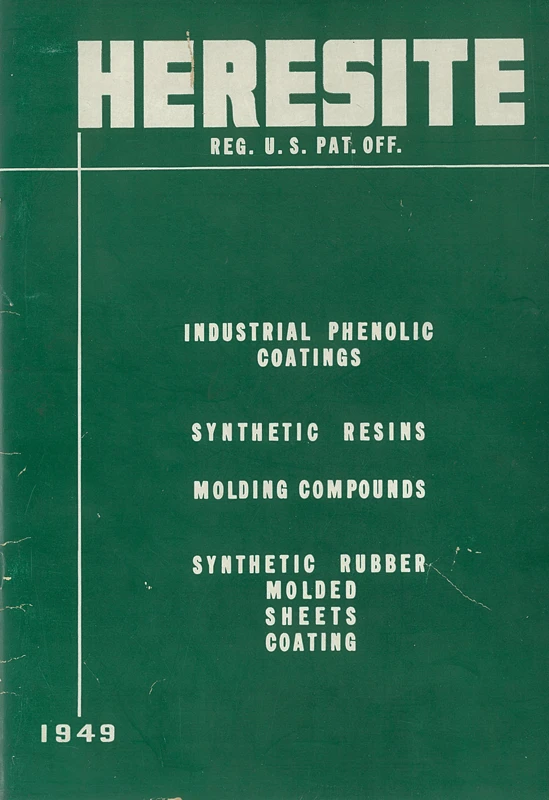 HERESITE
REG. U. S. PAT. OFF.
INDUSTRIAL PHENOLIC
COATINGS
SYNTHETIC RESINS
MOLDING COMPOUNDS
SYNTHETIC RUBBER
MOLDED
SHEETS
COATING
1949